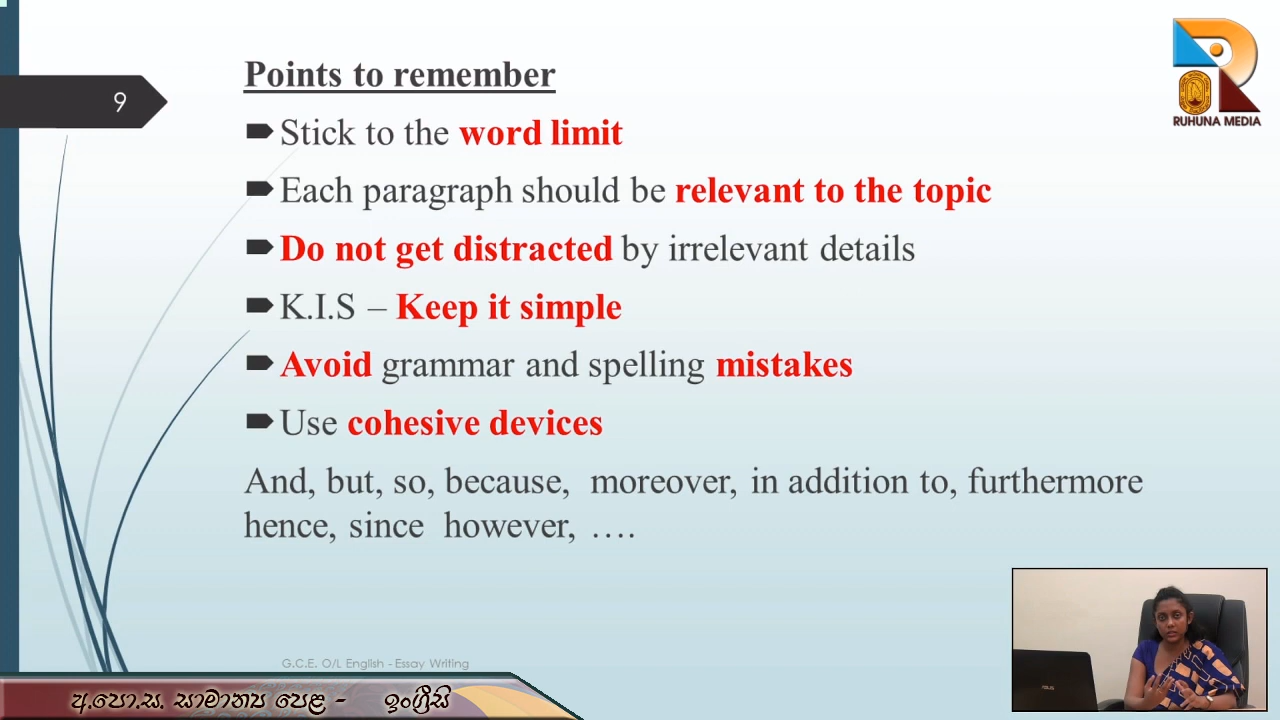 9
Points to remember
Stick to the word limit
Each paragraph should be relevant to the topic
Do not get distracted by irrelevant details
K.I.S – Keep it simple
Avoid grammar and spelling mistakes
Use cohesive devices
And, but, so, because, moreover, in addition to, furthermore
hence, since however, ….
RUHUNA MEDIA
G.C.E. O/L English - Essay Writing
අ.පො.ස. සාමාන්‍ය පෙළ - ඉංග්‍රීසි
ASUS